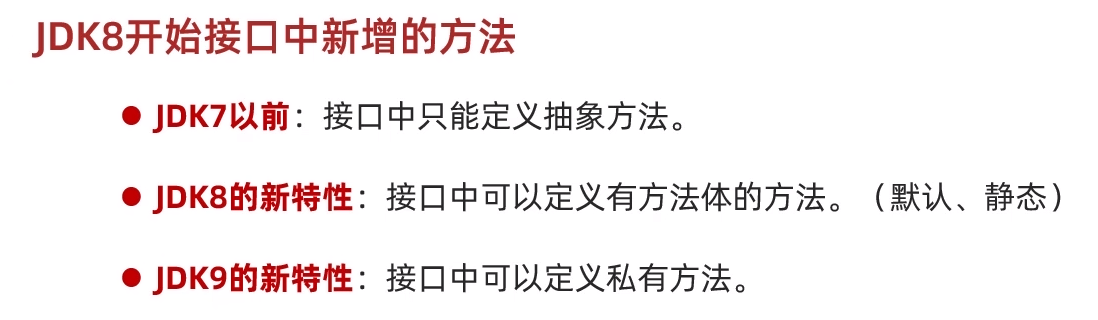 JDK8开始接口中新增的方法
● JDK7以前：接口中只能定义抽象方法。
● JDK8的新特性：接口中可以定义有方法体的方法。（默认、静态）
● JDK9的新特性：接口中可以定义私有方法。